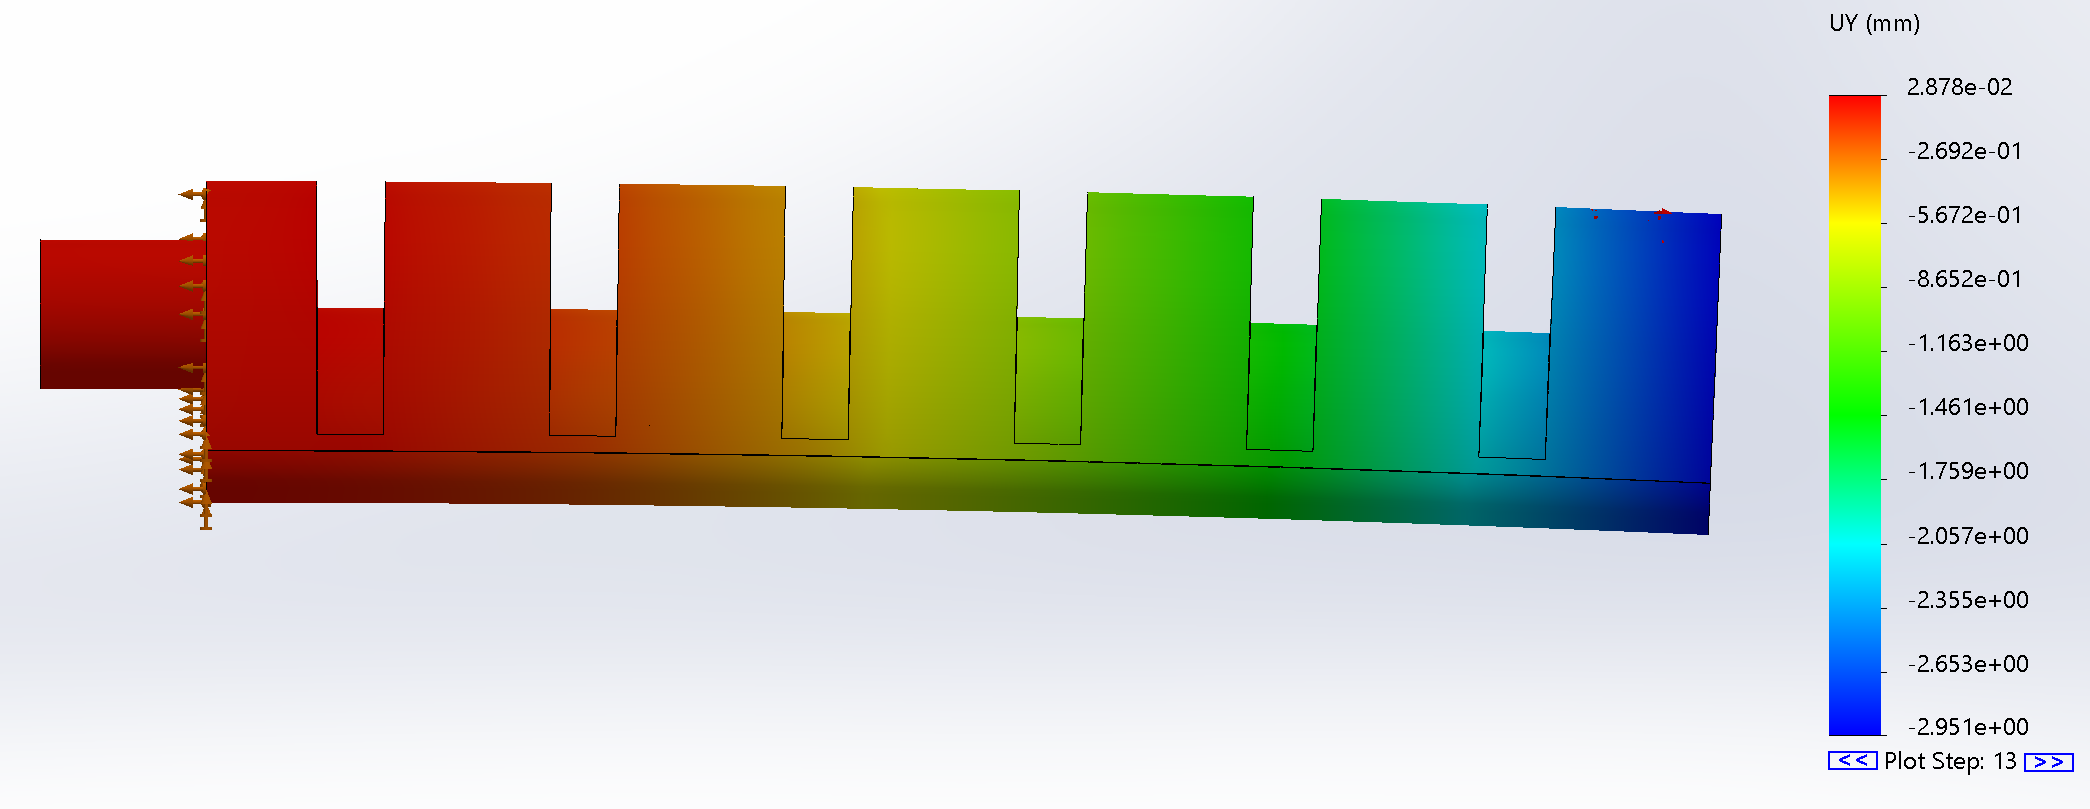 UY (mm)
2.878e-02
-2.692e-01
-5.672e-01
-8.652e-01
-1.163e+00
-1.461e+00
-1.759e+00
-2.057e+00
-2.355e+00
-2.653e+00
-2.951e+00
<< Plot Step: 13 >>